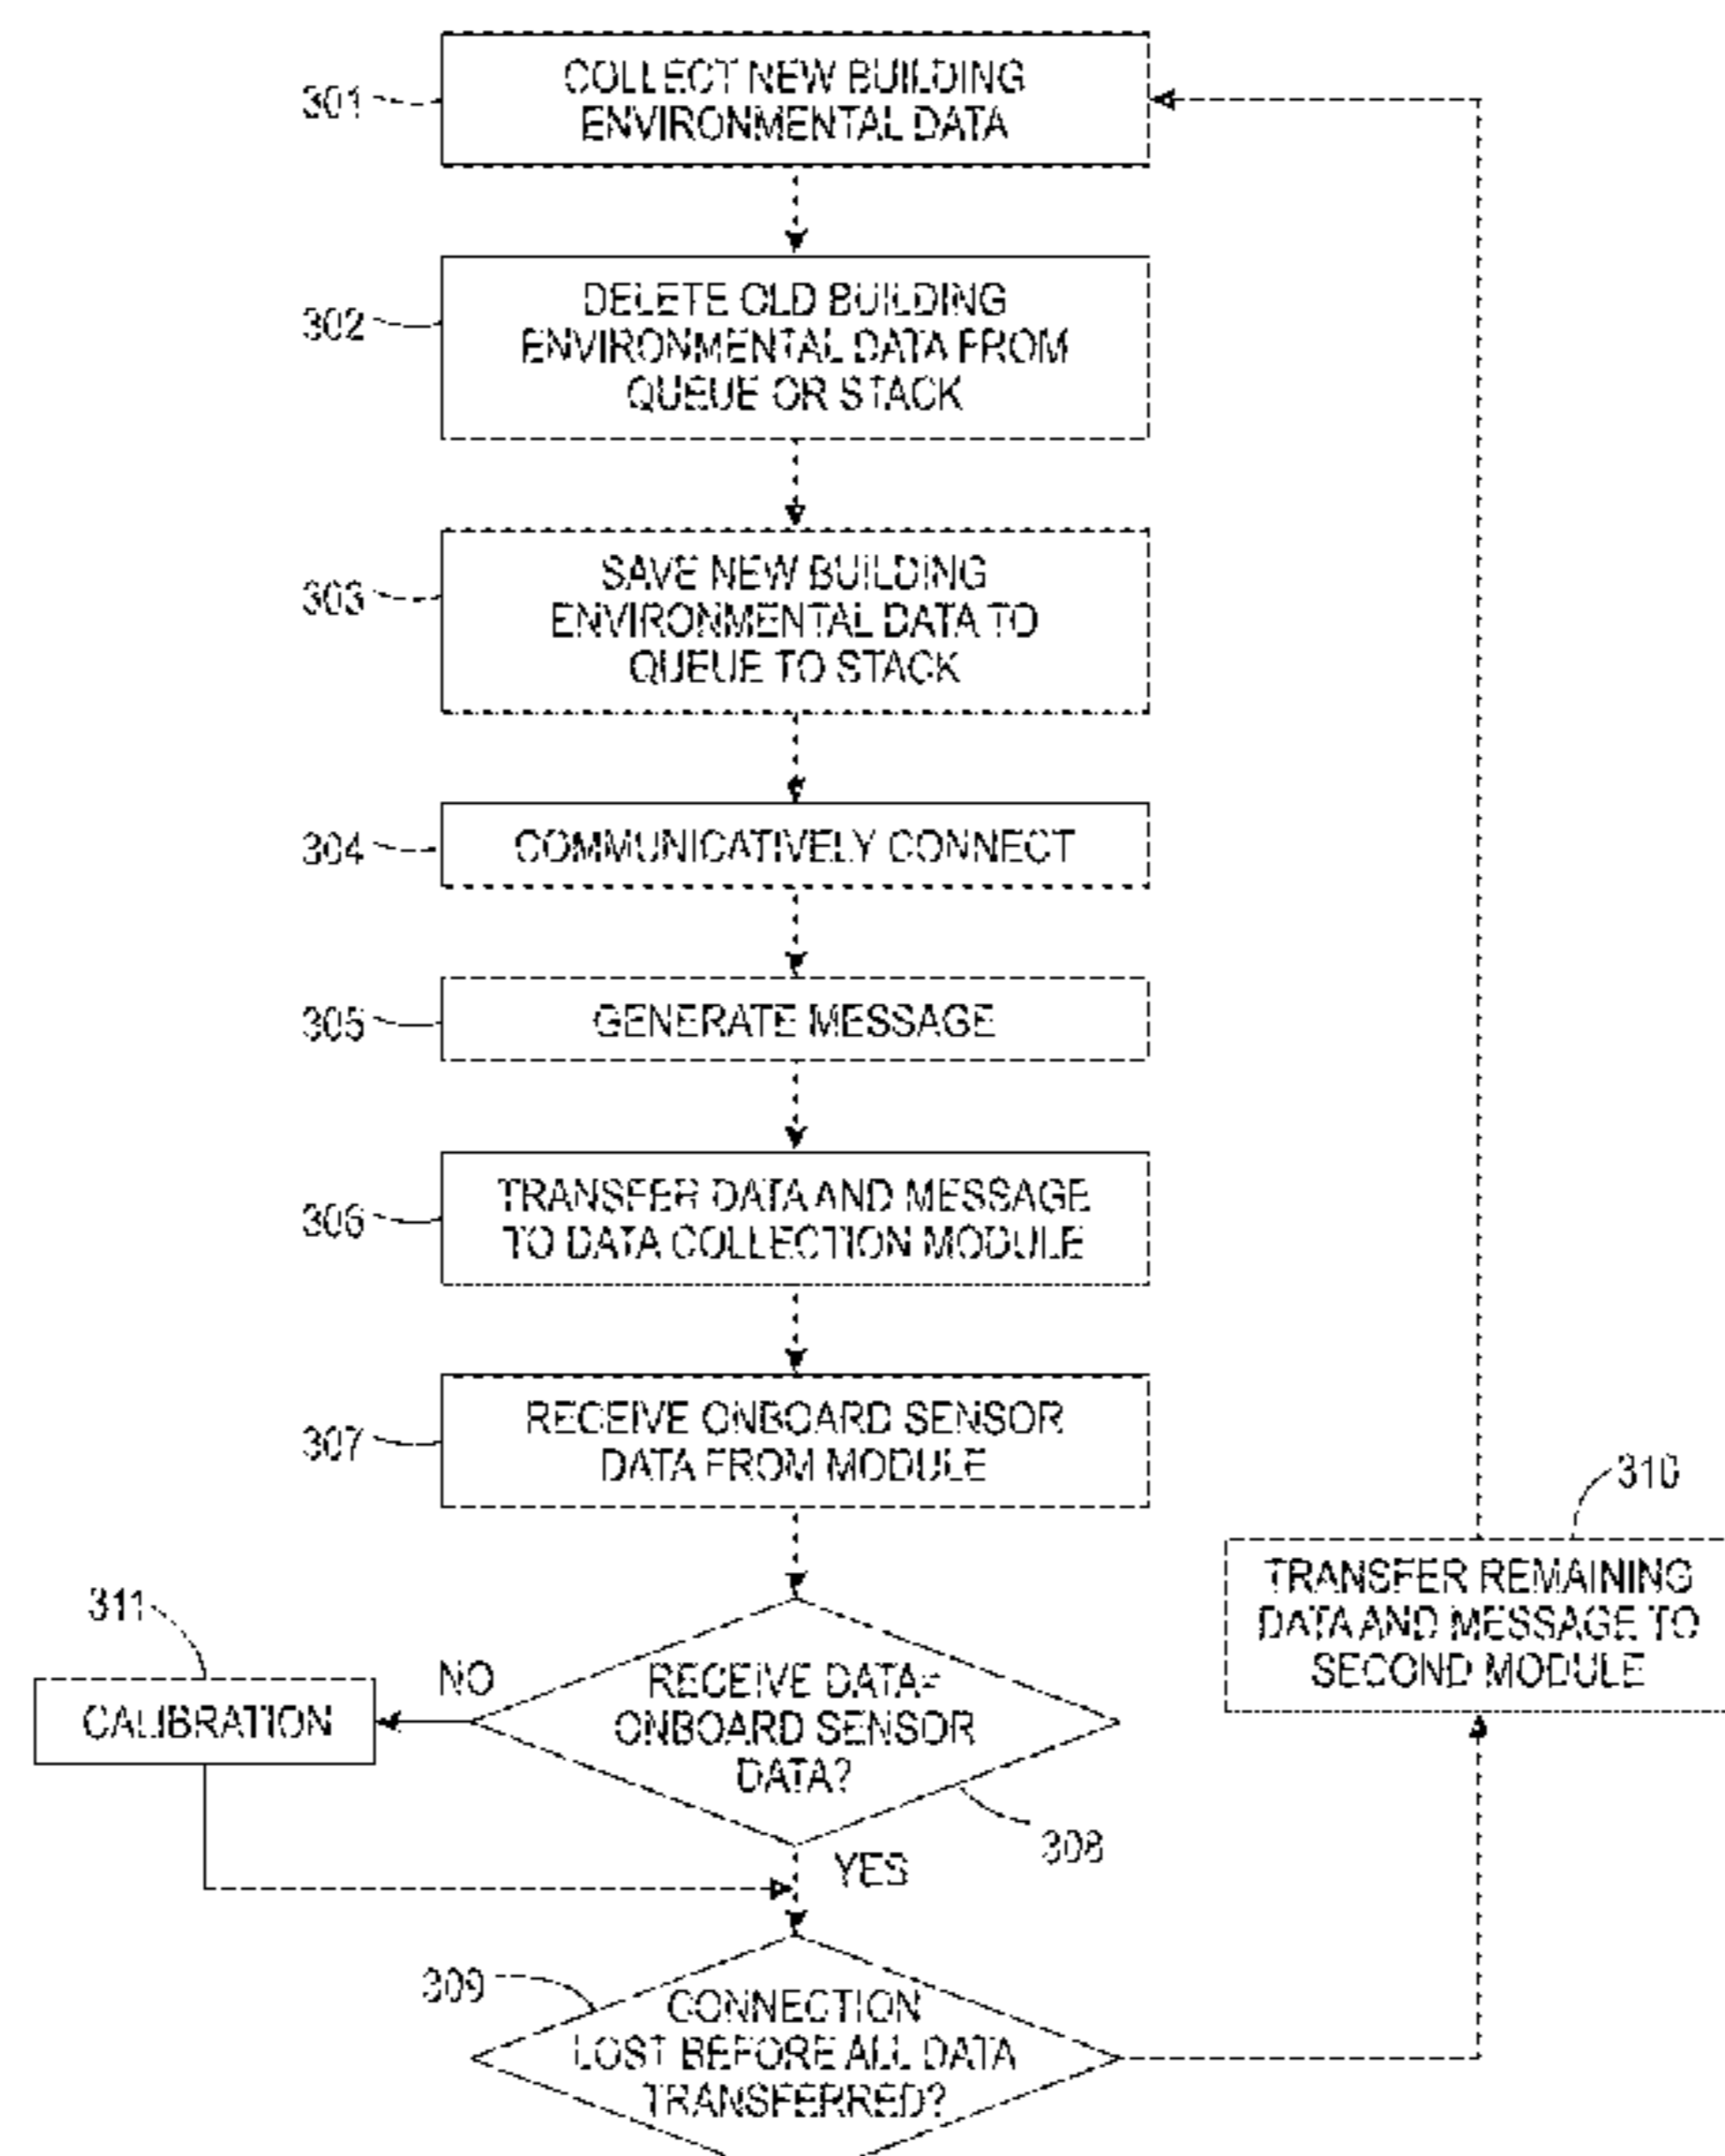 301
COLLECT NEW BUILDING
ENVIRONMENTAL DATA
302
DELETE OLD BUILDING
ENVIRONMENTAL DATA FROM
QUEUE OR STACK
303
SAVE NEW BUILDING
ENVIRONMENTAL DATA TO
QUEUE TO STACK
304
COMMUNICATIVELY CONNECT
305
GENERATE MESSAGE
306
TRANSFER DATA AND MESSAGE
TO DATA COLLECTION MODULE
307
RECEIVE ONBOARD SENSOR
DATA FROM MODULE
310
TRANSFER REMAINING
DATA AND MESSAGE TO
SECOND MODULE
311
CALIBRATION
NO
RECEIVE DATA=
ONBOARD SENSOR
DATA?
308
YES
309
CONNECTION
LOST BEFORE ALL DATA
TRANSFERRED?